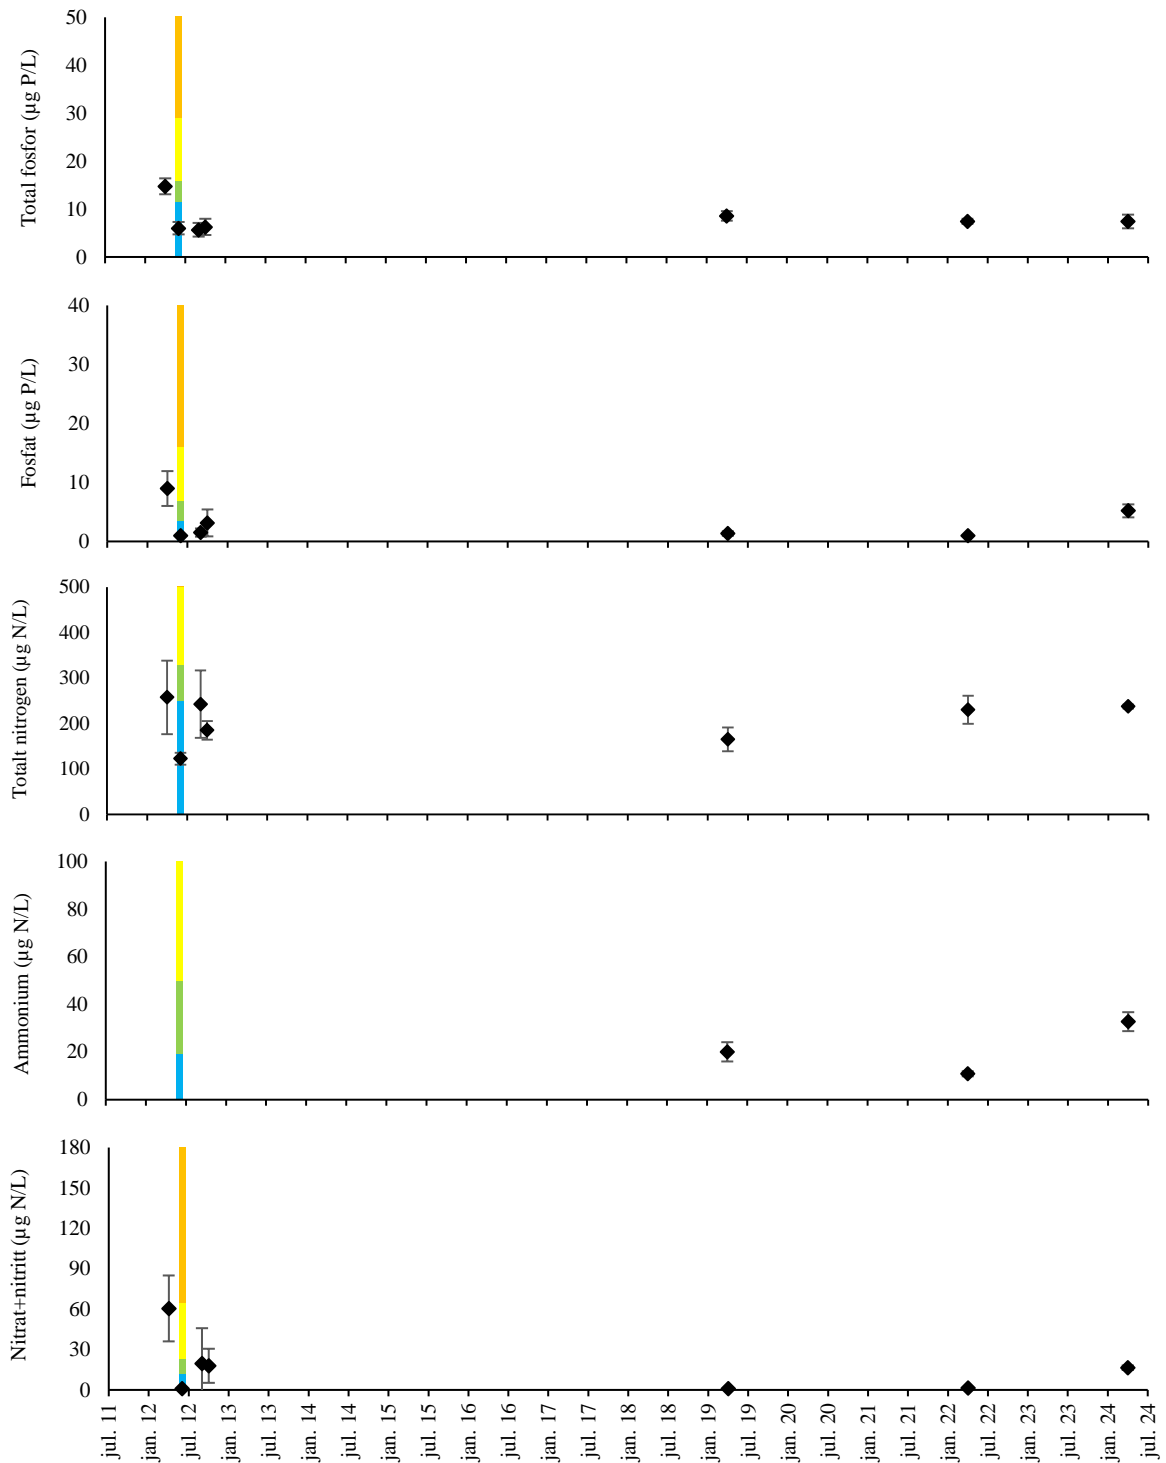 Total fosfor (µg P/L)
50
40
30
20
10
0
Fosfat (µg P/L)
40
30
20
10
0
Totalt nitrogen (µg N/L)
500
400
300
200
100
0
Ammonium (µg N/L)
100
80
60
40
20
0
Nitrat+nitritt (µg N/L)
180
150
120
90
60
30
0
jul. 11
jan. 12
jul. 12
jan. 13
jul. 13
jan. 14
jul. 14
jan. 15
jul. 15
jan. 16
jul. 16
jan. 17
jul. 17
jan. 18
jul. 18
jan. 19
jul. 19
jan. 20
jul. 20
jan. 21
jul. 21
jan. 22
jul. 22
jan. 23
jul. 23
jan. 24
jul. 24